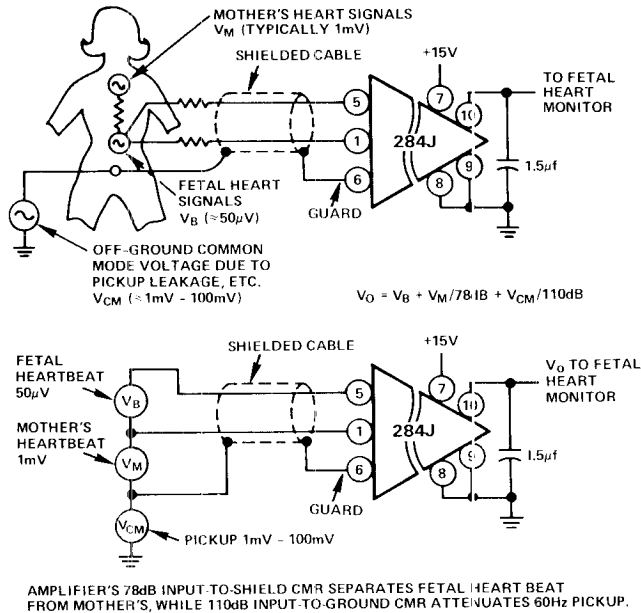 MOTHER'S HEART SIGNALS
V_M (TYPICALLY 1mV)
SHIELDED CABLE
+15V
TO FETAL
HEART
MONITOR
5
7
10
1
284J
9
6
8
1.5µf
GUARD
FETAL HEART
SIGNALS
V_B (≈50µV)
OFF-GROUND COMMON
MODE VOLTAGE DUE TO
PICKUP LEAKAGE, ETC.
V_CM (≈1mV - 100mV)
V_O = V_B + V_M/78dB + V_CM/110dB
SHIELDED CABLE
+15V
FETAL
HEARTBEAT
50µV
V_B
V_O TO FETAL
HEART
MONITOR
5
7
10
MOTHER'S
HEARTBEAT
1mV
V_M
1
284J
9
6
8
1.5µf
GUARD
V_CM
PICKUP 1mV - 100mV
AMPLIFIER'S 78dB INPUT-TO-SHIELD CMR SEPARATES FETAL HEART BEAT
FROM MOTHER'S, WHILE 110dB INPUT-TO-GROUND CMR ATTENUATES 60Hz PICKUP.